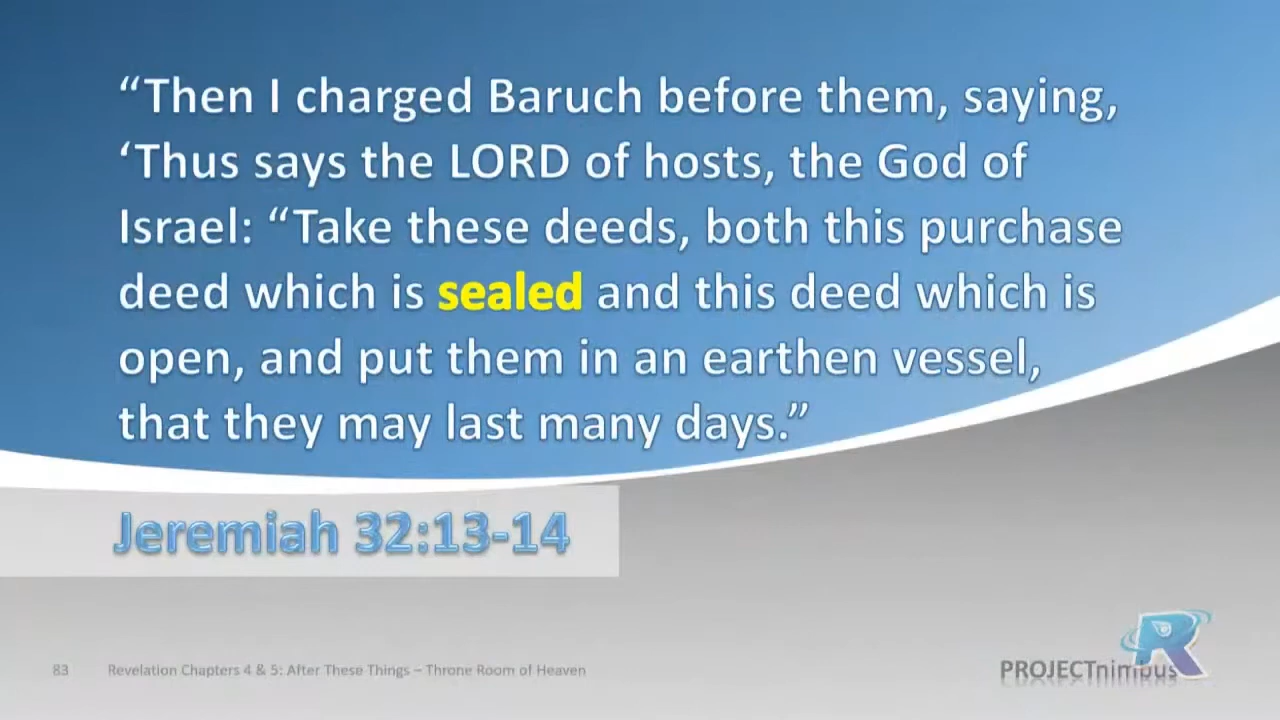 “Then I charged Baruch before them, saying,
‘Thus says the LORD of hosts, the God of
Israel: “Take these deeds, both this purchase
deed which is sealed and this deed which is
open, and put them in an earthen vessel,
that they may last many days.”
Jeremiah 32:13-14
83 Revelation Chapters 4 & 5: After These Things – Throne Room of Heaven
PROJECTnimbus
R